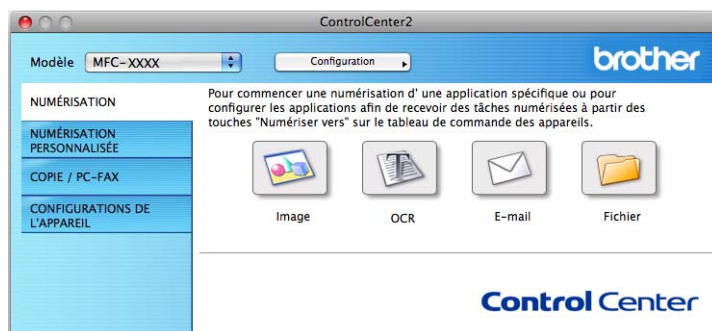 ControlCenter2
Modèle MFC-XXXX Configuration brother
NUMÉRISATION
NUMÉRISATION
PERSONNALISÉE
COPIE / PC-FAX
CONFIGURATIONS DE
L'APPAREIL
Pour commencer une numérisation d' une application spécifique ou pour
configurer les applications afin de recevoir des tâches numérisées à partir des
touches "Numériser vers" sur le tableau de commande des appareils.
Image OCR E-mail Fichier
Control Center